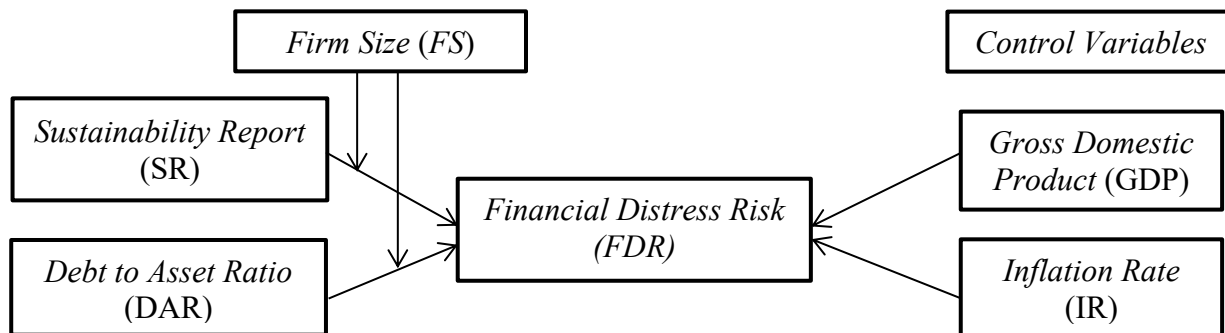 Firm Size (FS)
Control Variables
Sustainability Report
(SR)
Gross Domestic
Product (GDP)
Financial Distress Risk
(FDR)
Debt to Asset Ratio
(DAR)
Inflation Rate
(IR)